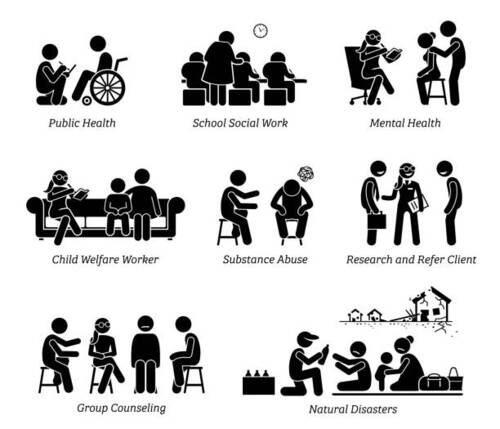 Public Health
School Social Work
Mental Health
Child Welfare Worker
Substance Abuse
Research and Refer Client
Group Counseling
Natural Disasters